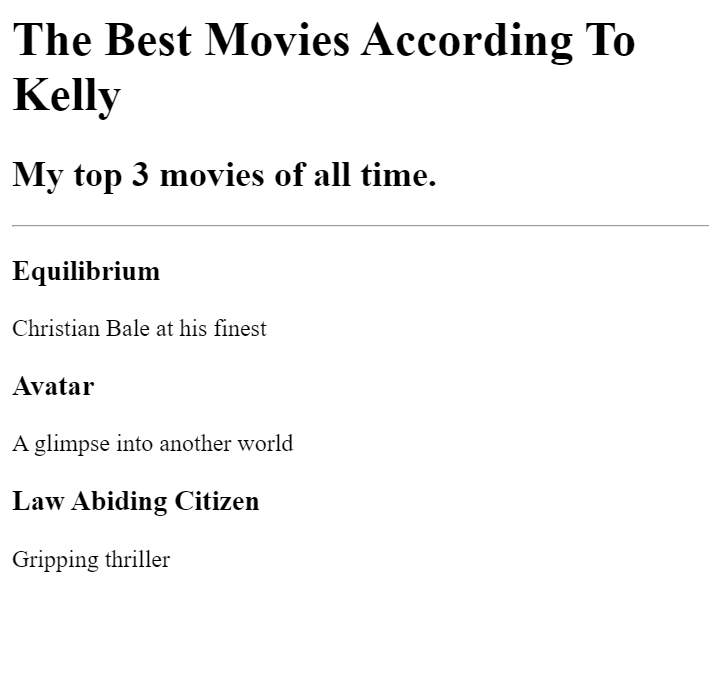 The Best Movies According To
Kelly
My top 3 movies of all time.
Equilibrium
Christian Bale at his finest
Avatar
A glimpse into another world
Law Abiding Citizen
Gripping thriller